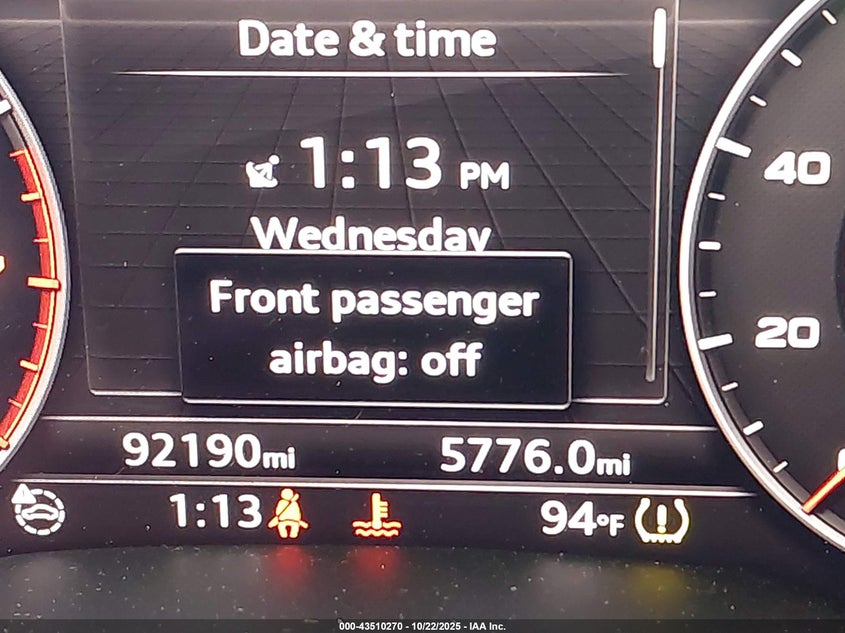 Date & time
1:13 PM
Wednesday
Front passenger
airbag: off
40
20
92190mi
5776.0mi
1:13
94°F
000-43510270 - 10/22/2025 - IAA Inc.